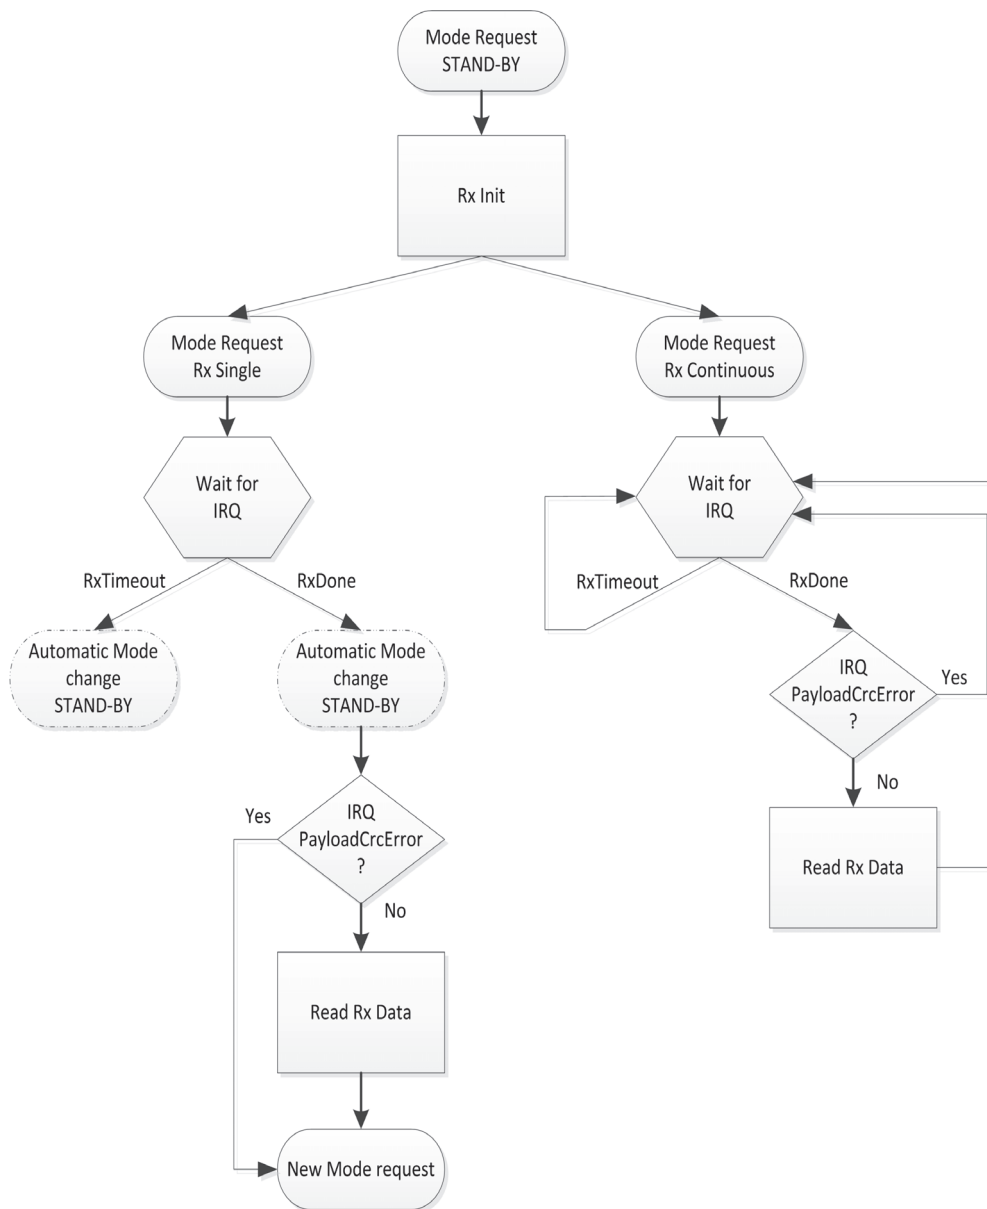 Mode Request
STAND-BY
Rx Init
Mode Request
Rx Single
Mode Request
Rx Continuous
Wait for
IRQ
Wait for
IRQ
RxTimeout
RxDone
RxTimeout
RxDone
Automatic Mode
change
STAND-BY
Automatic Mode
change
STAND-BY
IRQ
PayloadCrcError
?
Yes
No
Read Rx Data
Yes
IRQ
PayloadCrcError
?
No
Read Rx Data
New Mode request